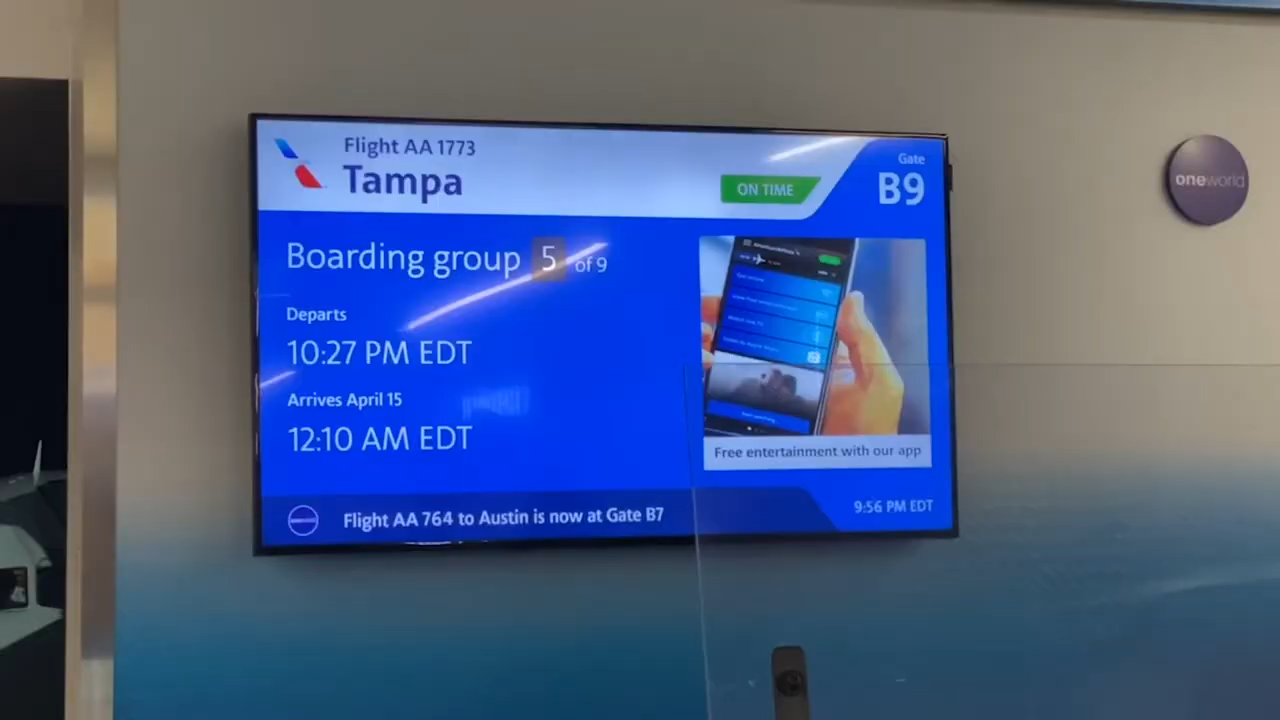 Flight AA 1773
Tampa
ON TIME
Gate
B9
Boarding group 5 of 9
Departs
10:27 PM EDT
Arrives April 15
12:10 AM EDT
Free entertainment with our app
Flight AA 764 to Austin is now at Gate B7
9:56 PM EDT
oneworld